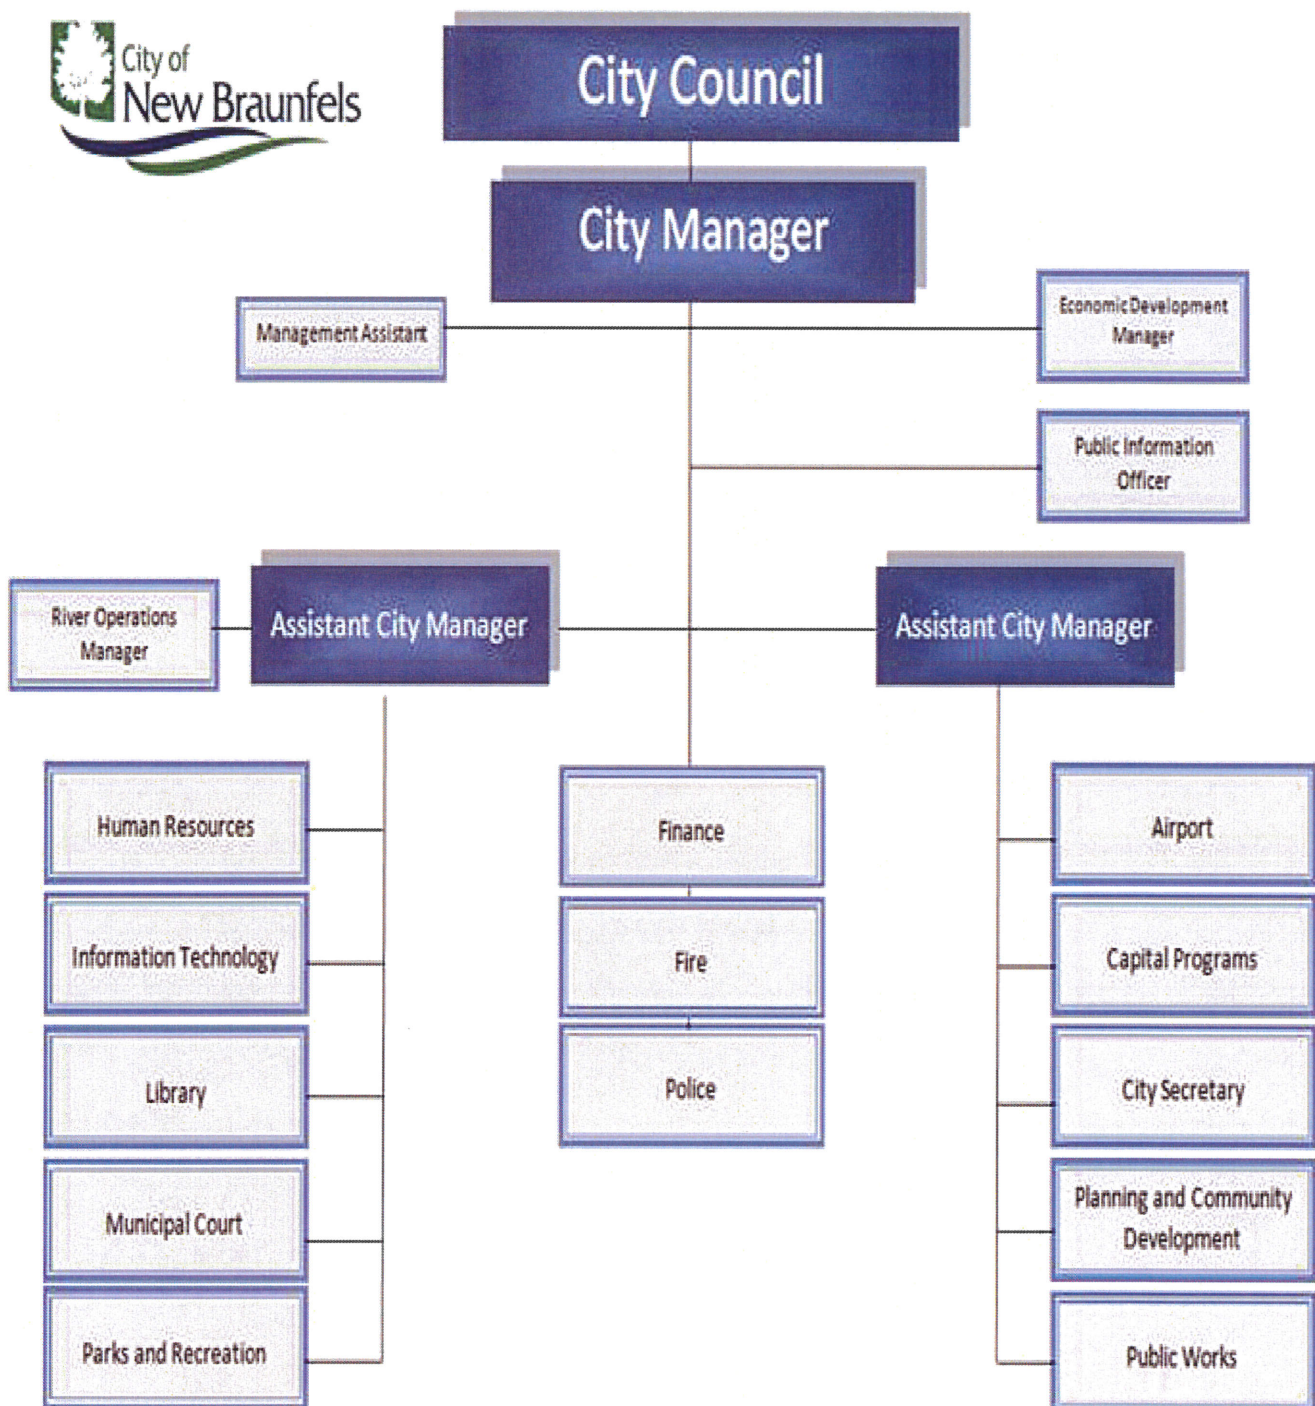 City of
New Braunfels
City Council
City Manager
Management Assistant
Economic Development
Manager
Public Information
Officer
River Operations
Manager
Assistant City Manager
Assistant City Manager
Human Resources
Information Technology
Library
Municipal Court
Parks and Recreation
Finance
Fire
Police
Airport
Capital Programs
City Secretary
Planning and Community
Development
Public Works